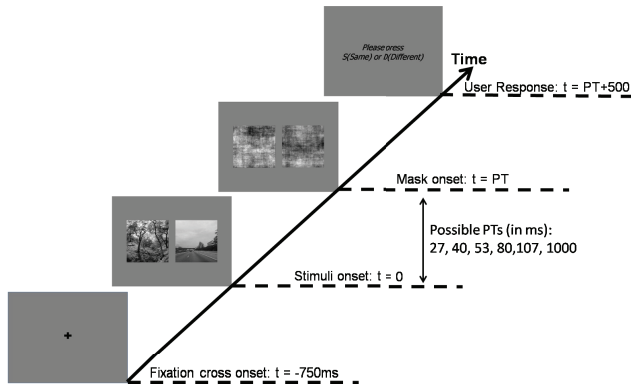 Please press
S(Same) or D(Different)
Time
User Response: t = PT+500
Mask onset: t = PT
Possible PTs (in ms):
27, 40, 53, 80,107, 1000
Stimuli onset: t = 0
Fixation cross onset: t = -750ms